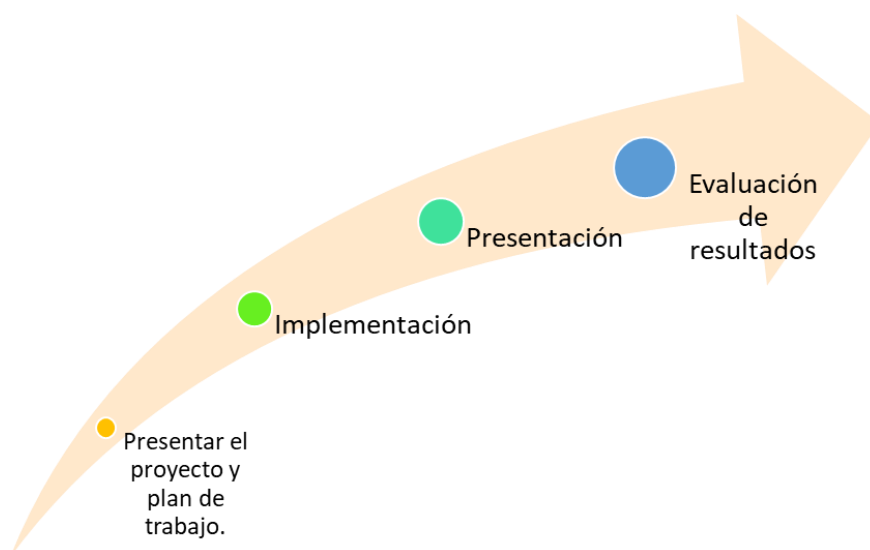 Evaluación
de
resultados
Presentación
Implementación
Presentar el
proyecto y
plan de
trabajo.